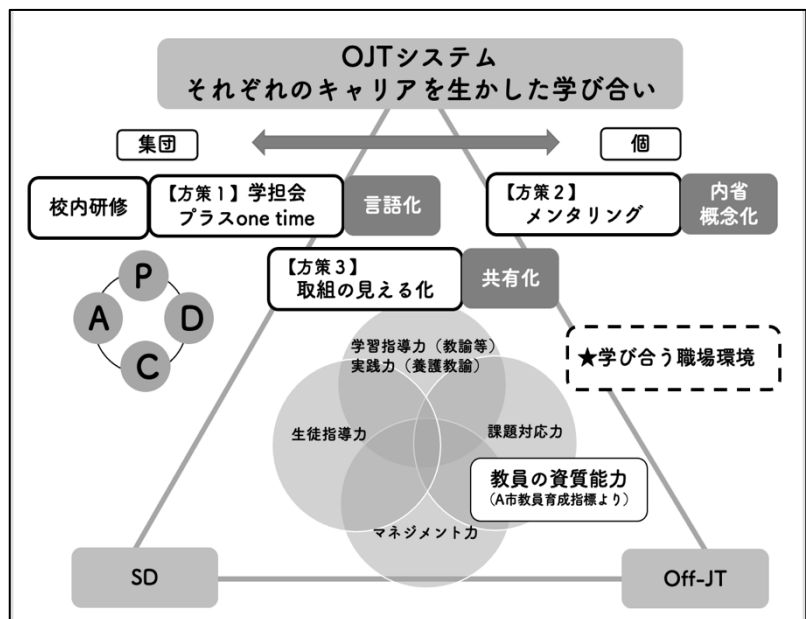 OJTシステム
それぞれのキャリアを生かした学び合い
集団
個
校内研修
【方策1】学担会
プラスone time
言語化
【方策2】
メンタリング
内省
概念化
【方策3】
取組の見える化
共有化
P
A
D
C
学習指導力（教諭等）
実践力（養護教諭）
★学び合う職場環境
生徒指導力
課題対応力
教員の資質能力
（A市教員育成指標より）
マネジメント力
SD
Off-JT